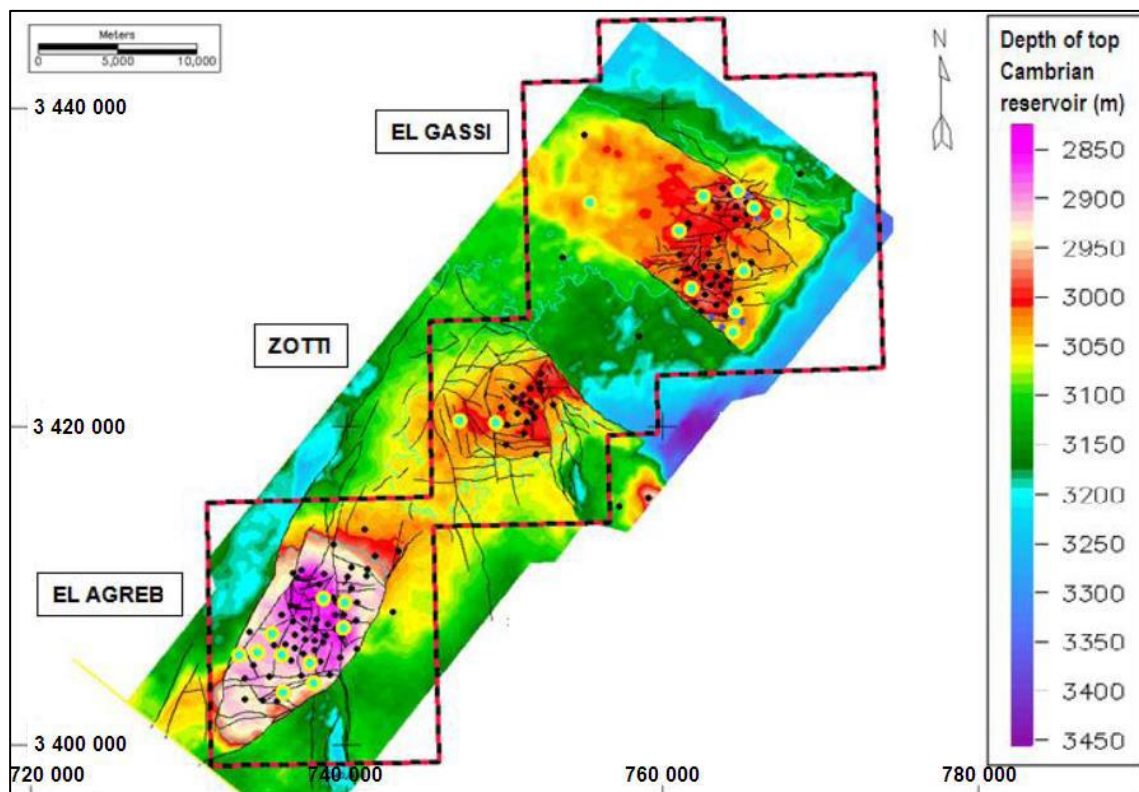 Meters
0 5,000 10,000
N
Depth of top
Cambrian
reservoir (m)
3 440 000
EL GASSI
ZOTTI
3 420 000
EL AGREB
3 400 000
720 000 740 000 760 000 780 000
2850
2900
2950
3000
3050
3100
3150
3200
3250
3300
3350
3400
3450